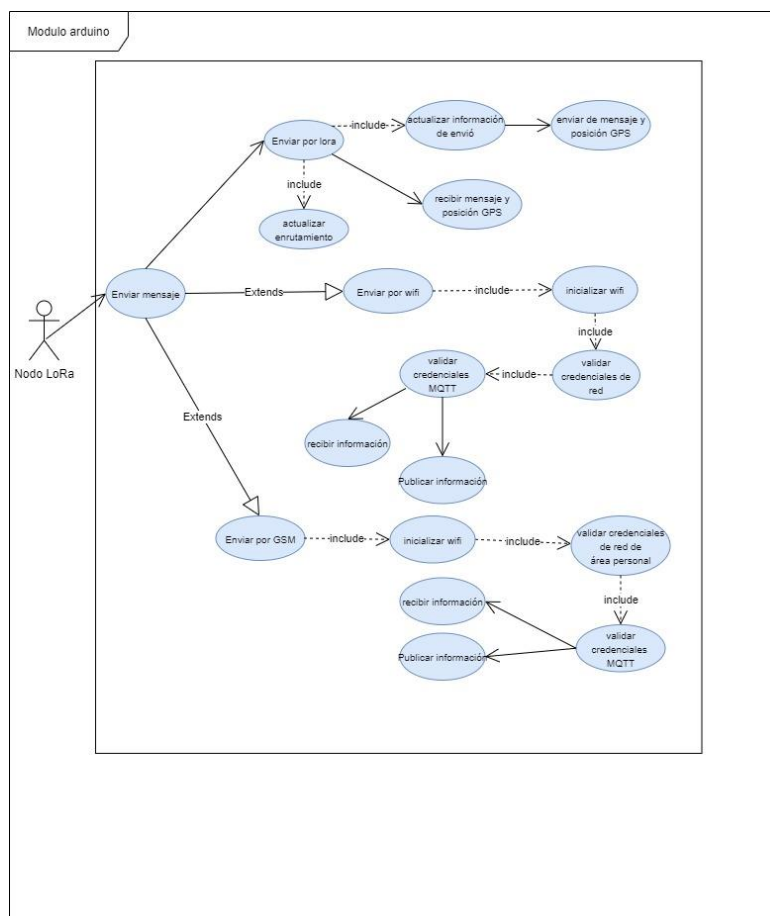 Modulo arduino
include
actualizar información
de envió
enviar de mensaje y
posición GPS
Enviar por lora
include
recibir mensaje y
posición GPS
actualizar
enrutamiento
Enviar mensaje
Extends
Enviar por wifi
include
inicializar wifi
include
Nodo LoRa
validar
credenciales
MQTT
include
validar
credenciales de
red
Extends
recibir información
Publicar información
Enviar por GSM
include
inicializar wifi
include
validar credenciales
de red de
área personal
include
recibir información
Publicar información
validar
credenciales
MQTT